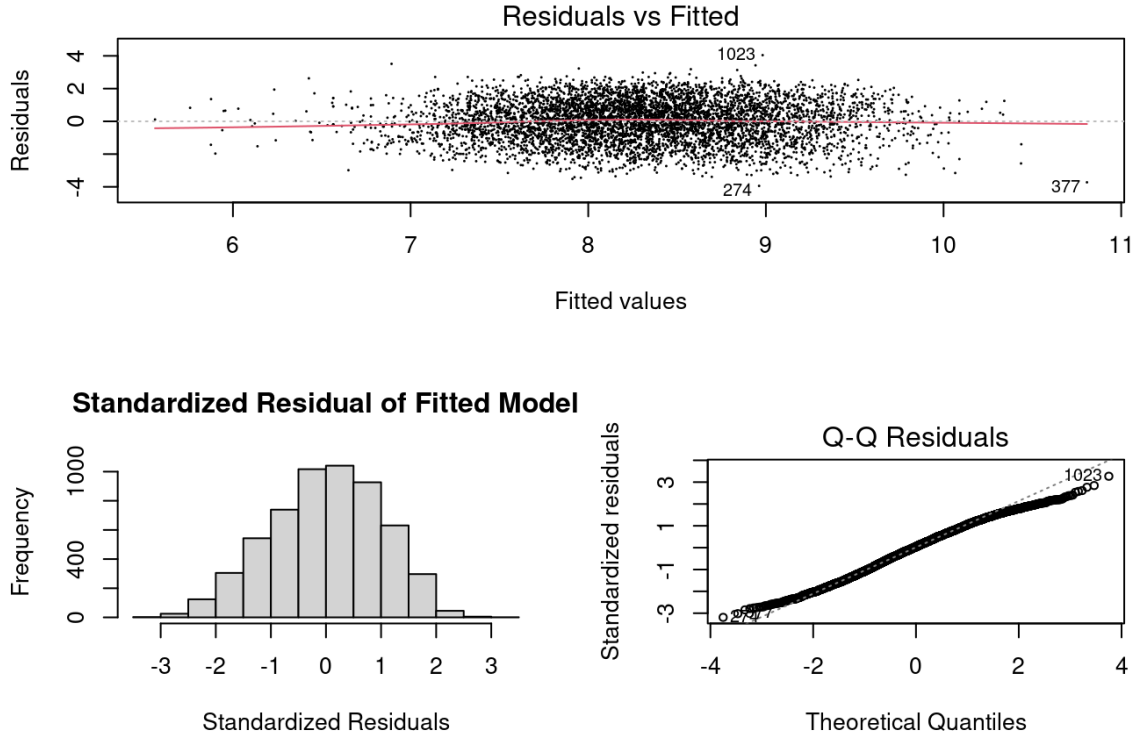 Residuals vs Fitted
Residuals
4
2
0
-4
1023
274
377
6 7 8 9 10 11
Fitted values
Standardized Residual of Fitted Model
Frequency
1000
400
0
-3 -2 -1 0 1 2 3
Standardized Residuals
Q-Q Residuals
Standardized residuals
3
1
-1
-3
1023
274
-4 -2 0 2 4
Theoretical Quantiles